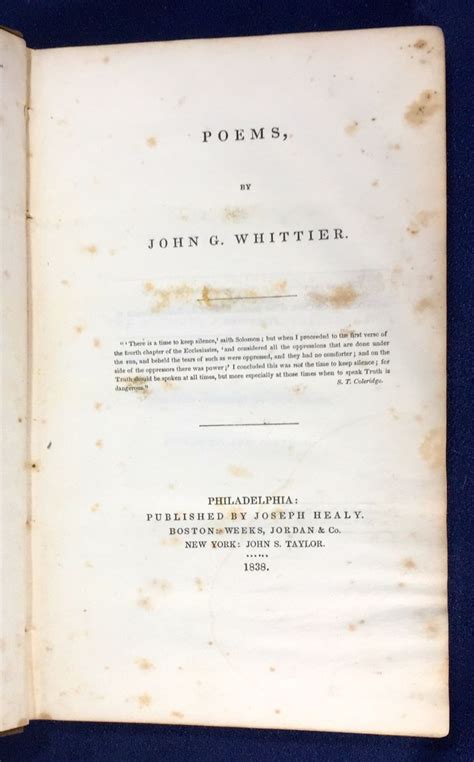 POEMS,
BY
JOHN G. WHITTIER.
"'There is a time to keep silence,' saith Solomon; but when I proceeded to the first verse of
the fourth chapter of the Ecclesiastes, 'and considered all the oppressions that are done under
the sun, and beheld the tears of such as were oppressed, and they had no comforter; and on the
side of the oppressors there was power;' I concluded this was not the time to keep silence; for
Truth should be spoken at all times, but more especially at those times when to speak Truth is
dangerous."
S. T. Coleridge.
PHILADELPHIA:
PUBLISHED BY JOSEPH HEALY.
BOSTON: WEEKS, JORDAN & Co.
NEW YORK: JOHN S. TAYLOR.
1838.